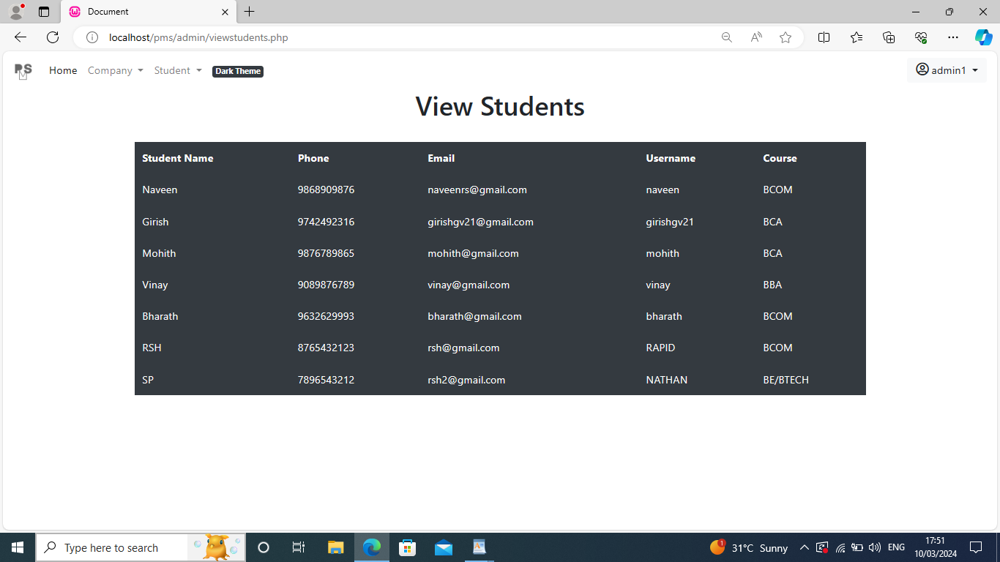 Document
localhost/pms/admin/viewstudents.php
PMS Home Company Student Dark Theme admin1
View Students
Student Name Phone Email Username Course
Naveen 9868909876 naveenrs@gmail.com naveen BCOM
Girish 9742492316 girishgv21@gmail.com girishgv21 BCA
Mohith 9876789865 mohith@gmail.com mohith BCA
Vinay 9089876789 vinay@gmail.com vinay BBA
Bharath 9632629993 bharath@gmail.com bharath BCOM
RSH 8765432123 rsh@gmail.com RAPID BCOM
SP 7896543212 rsh2@gmail.com NATHAN BE/BTECH
Type here to search 1 31°C Sunny ENG 17:51
10/03/2024